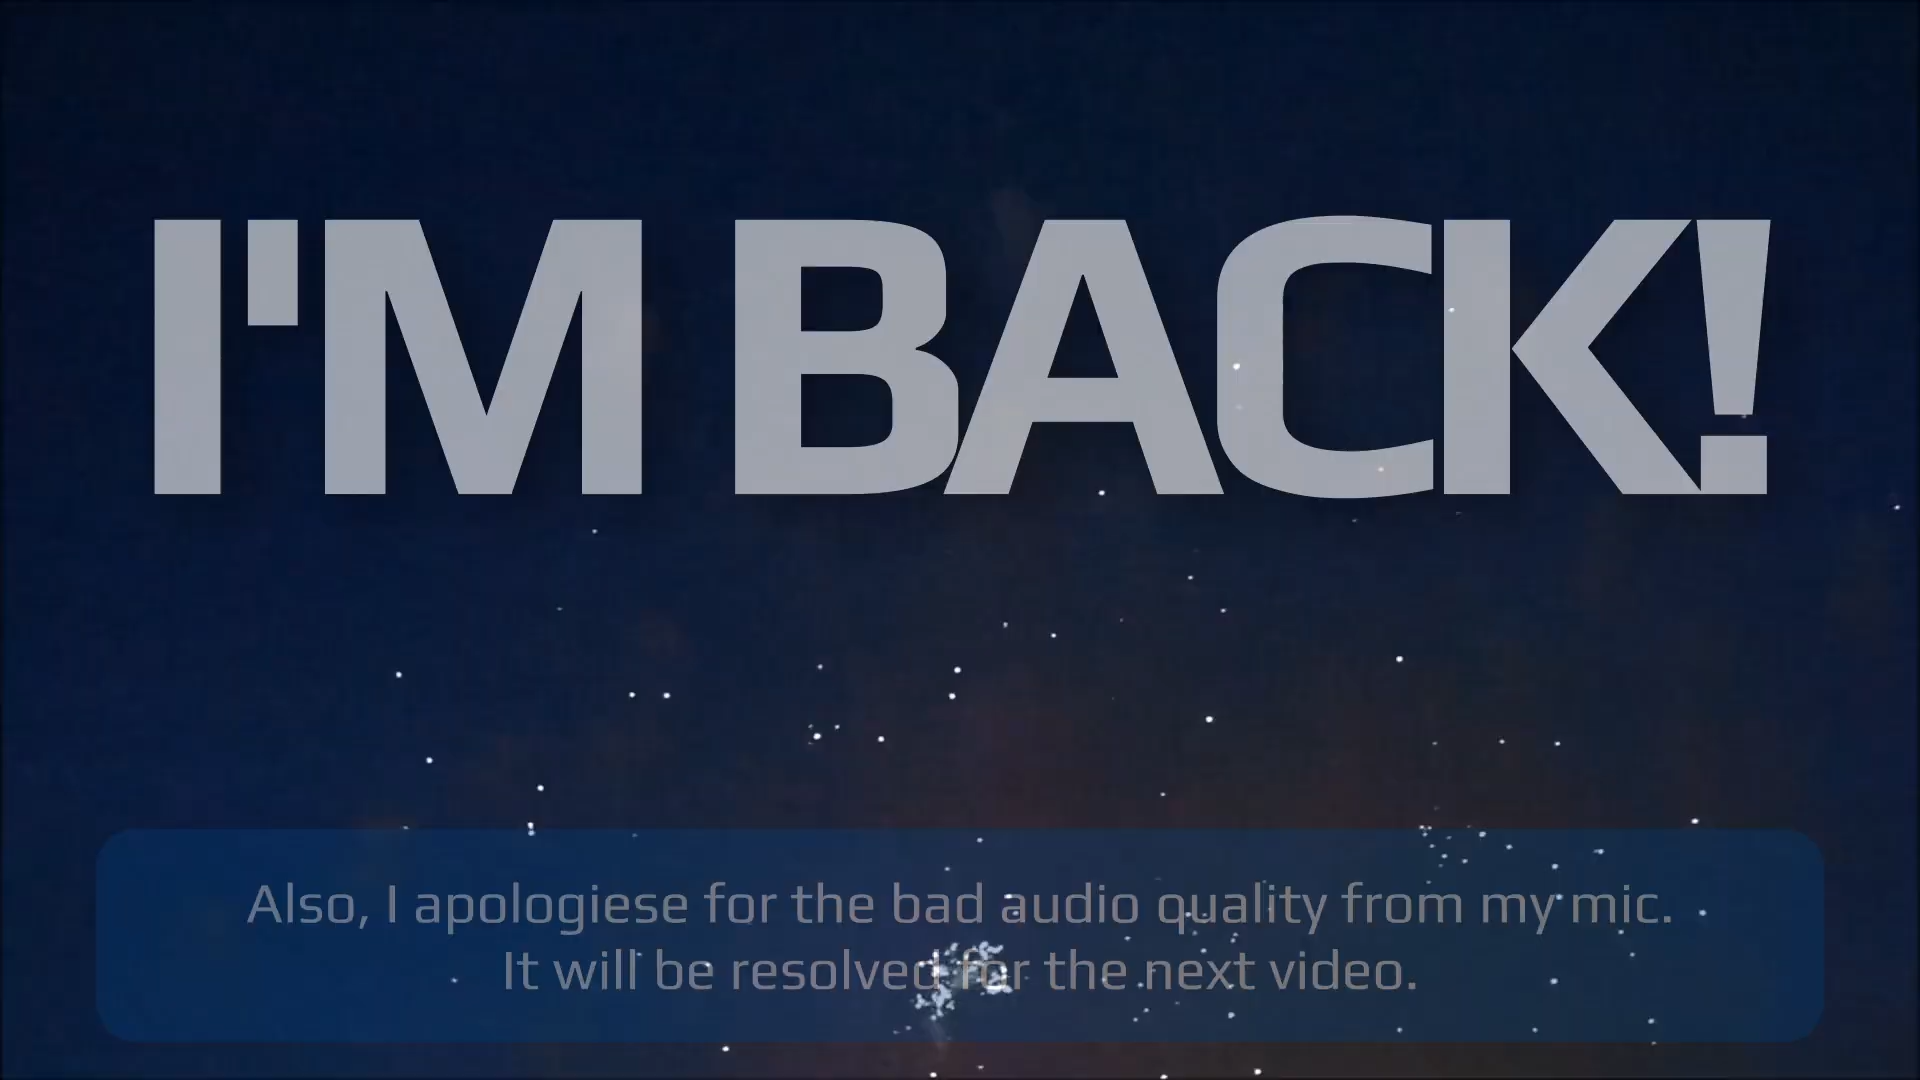 I'M BACK!
Also, I apologiese for the bad audio quality from my mic.
It will be resolved for the next video.